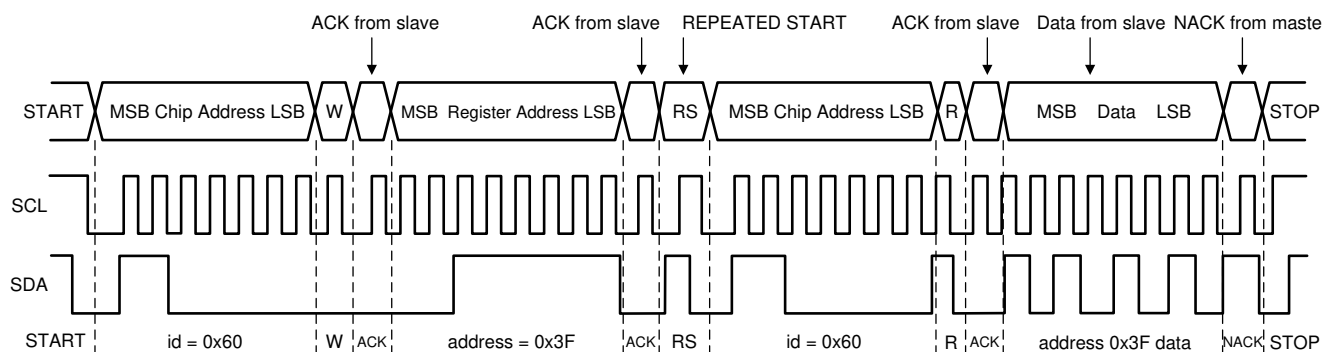 ACK from slave ACK from slave REPEATED START ACK from slave Data from slave NACK from maste
START MSB Chip Address LSB W MSB Register Address LSB RS MSB Chip Address LSB R MSB Data LSB STOP
SCL
SDA
START id = 0x60 W ACK address = 0x3F ACK RS id = 0x60 R ACK address 0x3F data NACK STOP